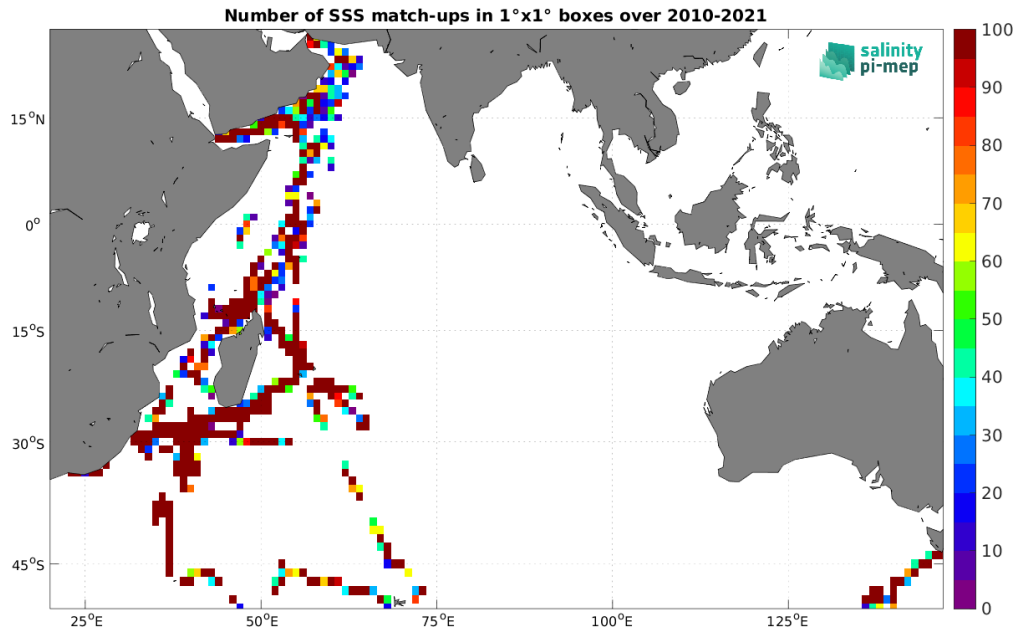 Number of SSS match-ups in 1°x1° boxes over 2010-2021
salinity
pi-mep
15°N
0°
15°S
30°S
45°S
25°E
50°E
75°E
100°E
125°E
100
90
80
70
60
50
40
30
20
10
0